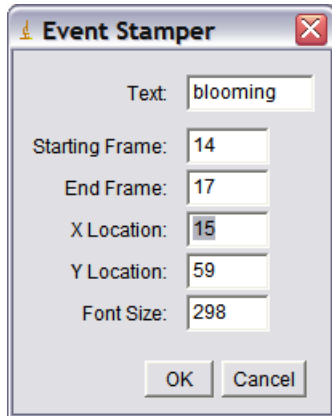 Event Stamper
Text: blooming
Starting Frame: 14
End Frame: 17
X Location: 15
Y Location: 59
Font Size: 298
OK Cancel